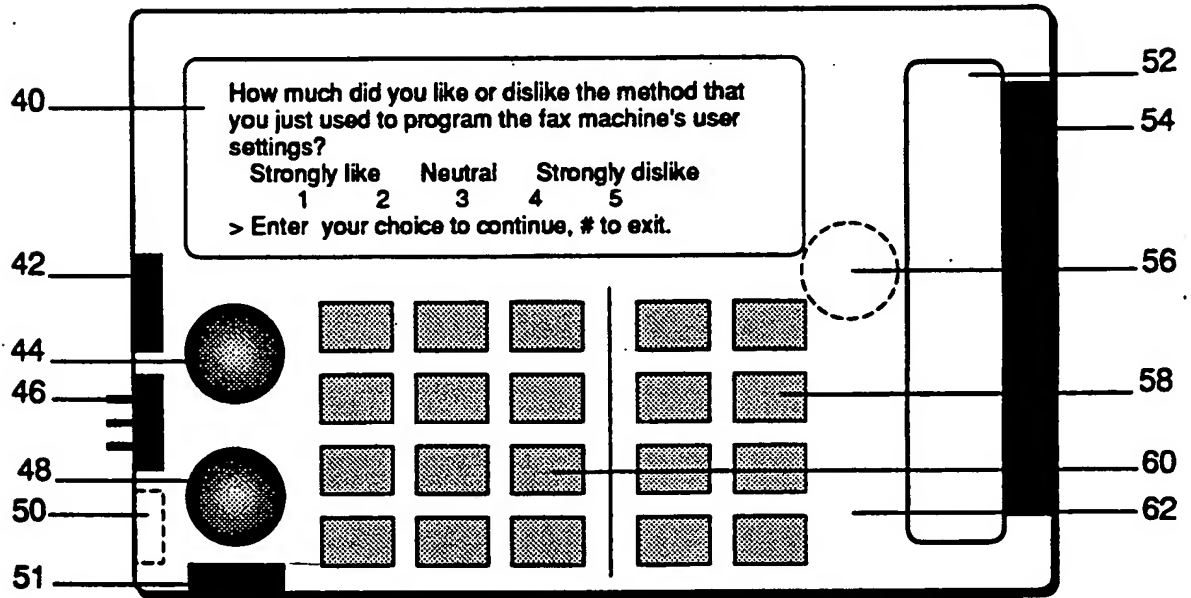 How much did you like or dislike the method that
you just used to program the fax machine's user
settings?
Strongly like Neutral Strongly dislike
1 2 3 4 5
> Enter your choice to continue, # to exit.
40
42
44
46
48
50
51
52
54
56
58
60
62